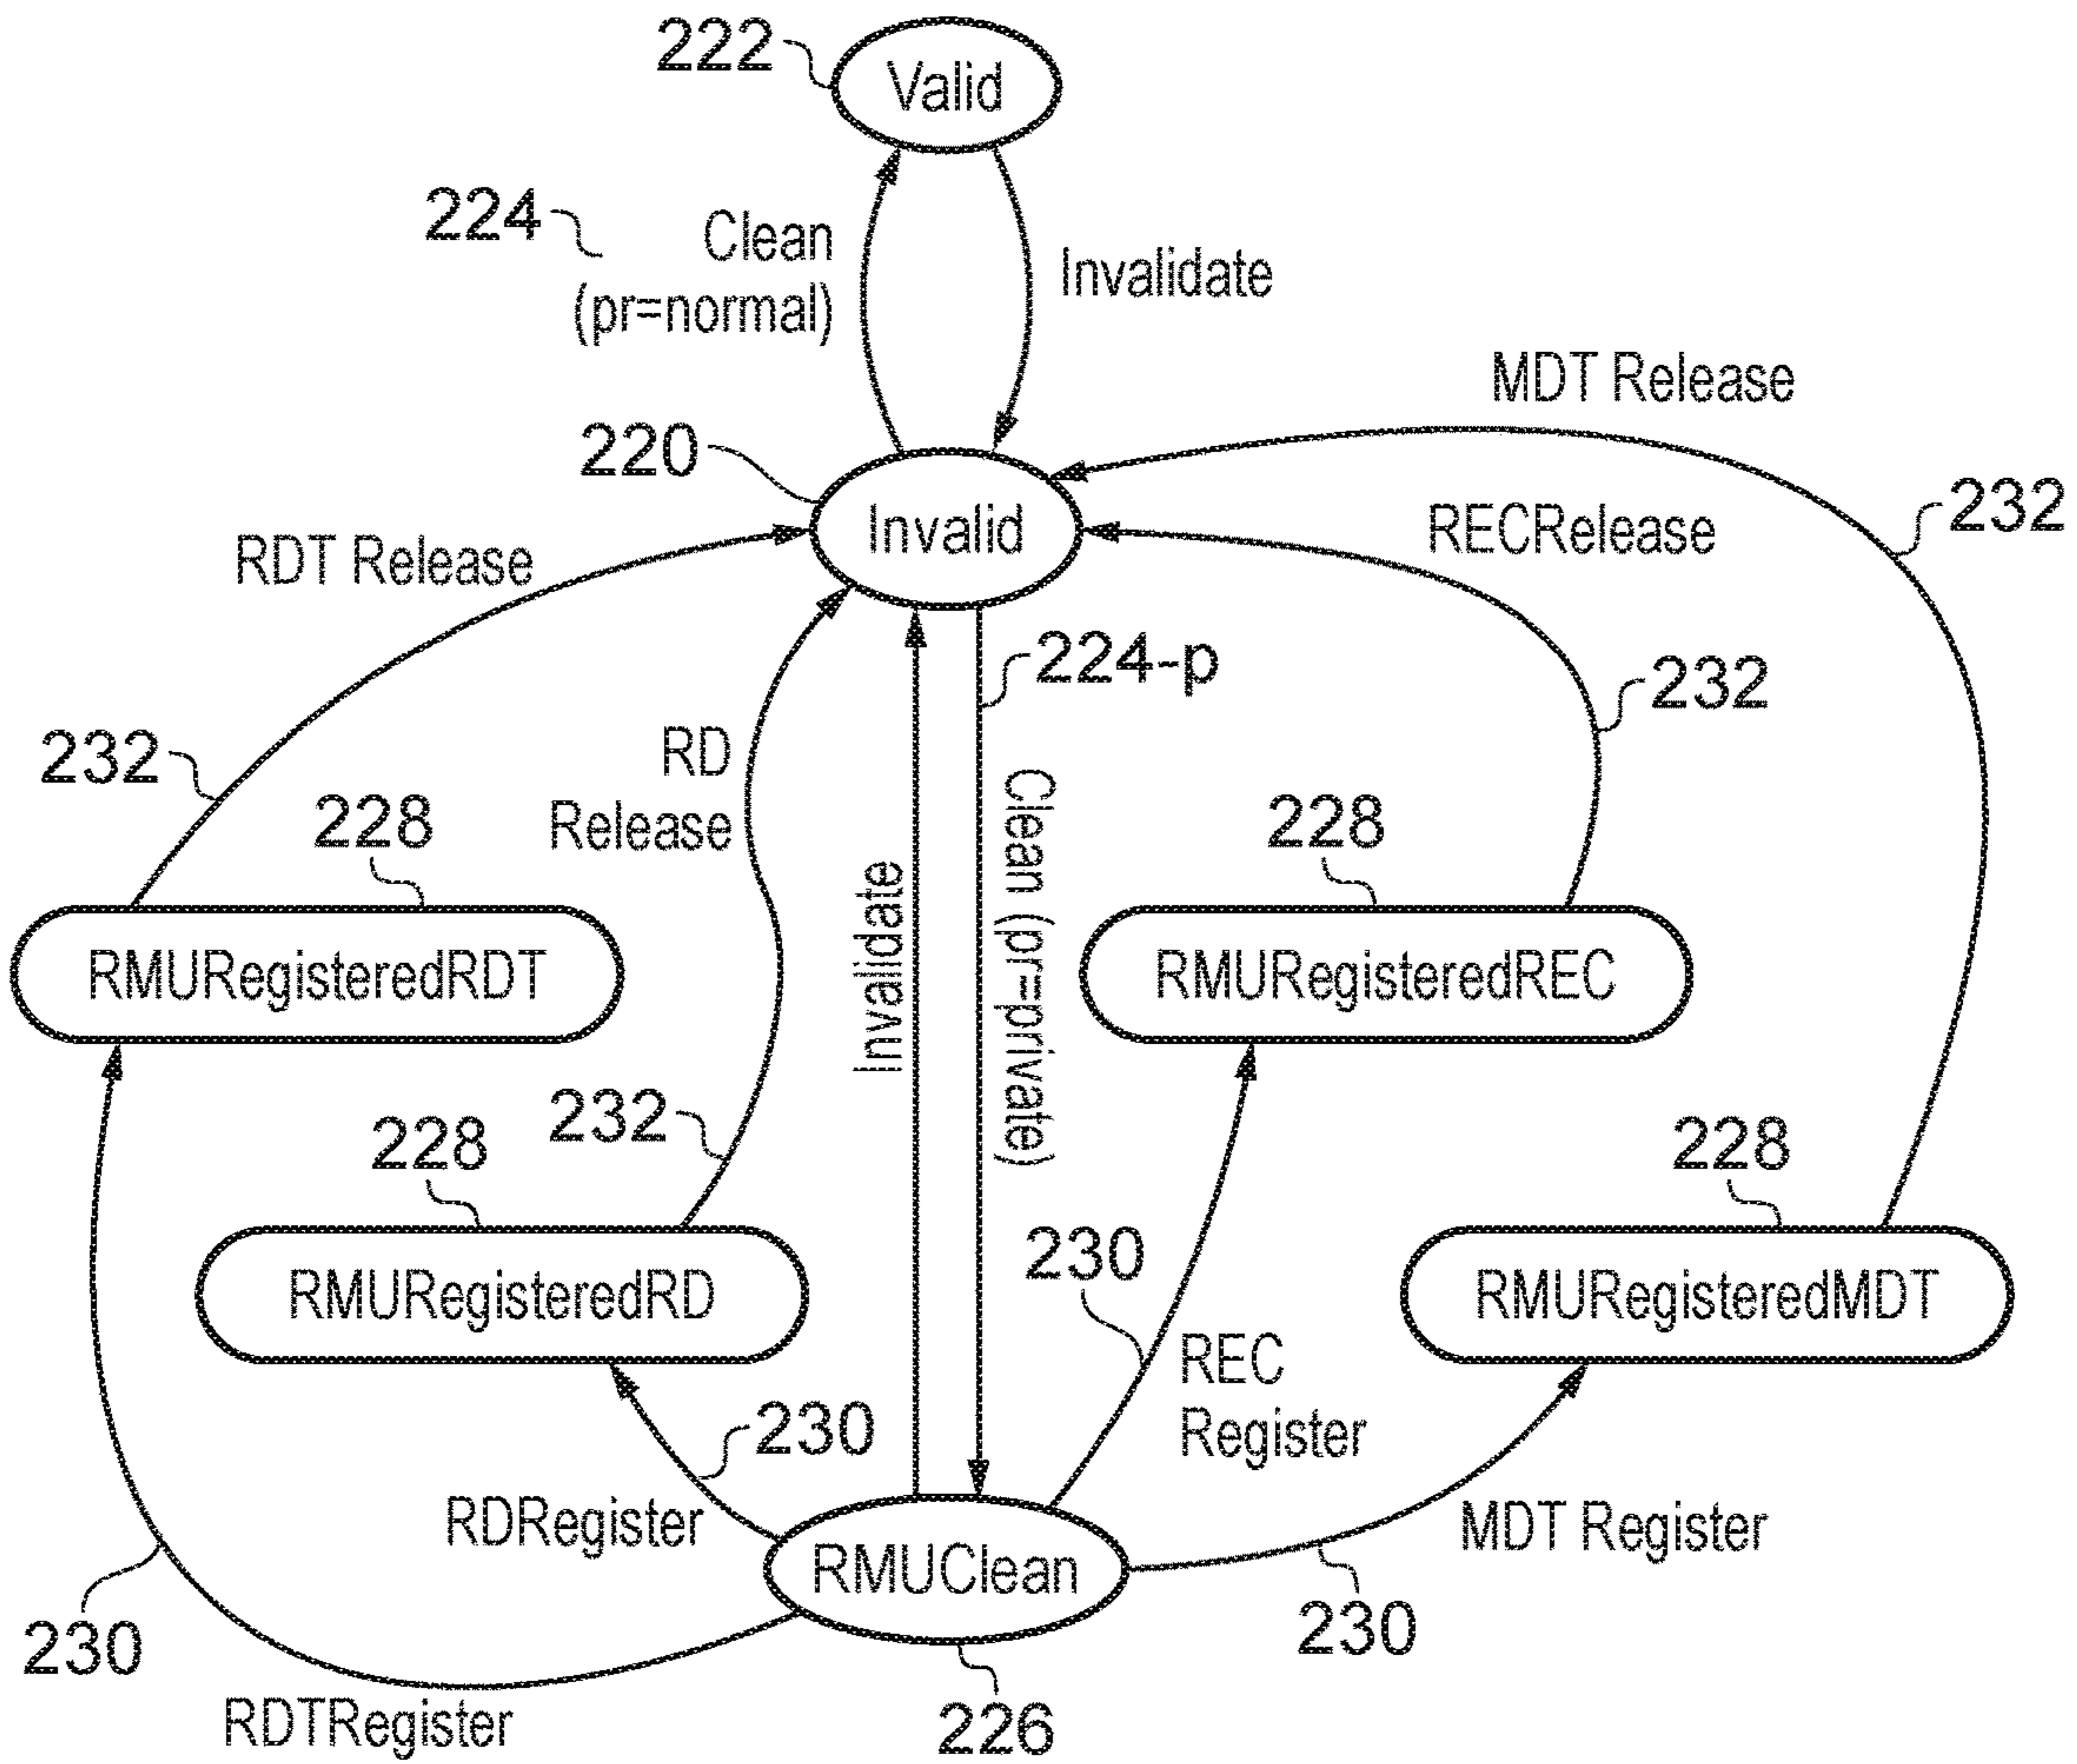 222
Valid
224
Clean
(pr=normal)
Invalidate
MDT Release
220
Invalid
RECRelease
232
RDT Release
224-p
232
RD
Release
232
228
228
Invalidate
Clean (pr=private)
RMURegisteredRDT
RMURegisteredREC
232
228
228
230
RMURegisteredRD
RMURegisteredMDT
REC
Register
230
RDRegister
MDT Register
RMUClean
230
230
RDTRegister
226